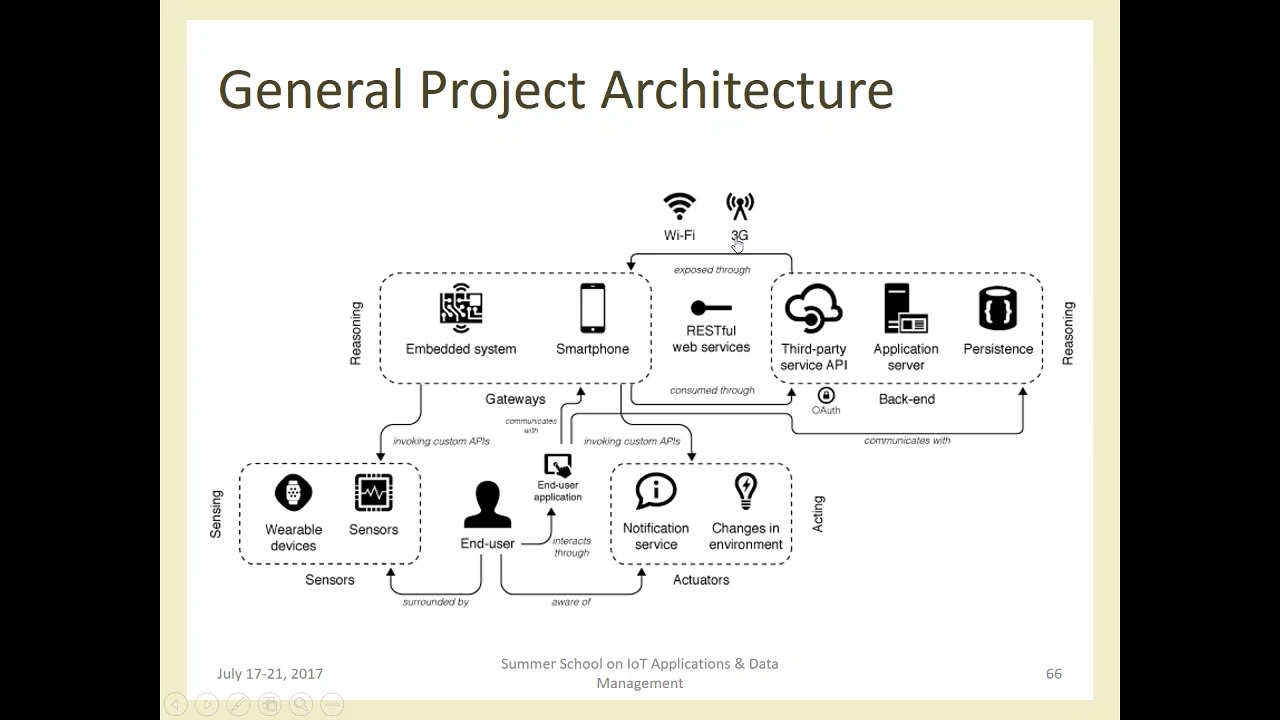 General Project Architecture
Wi-Fi
3G
exposed through
Reasoning
Embedded system
Smartphone
RESTful
web services
Third-party
service API
Application
server
Persistence
Reasoning
Gateways
consumed through
OAuth
Back-end
communicates
with
invoking custom APIs
invoking custom APIs
communicates with
Sensing
Wearable
devices
Sensors
End-user
application
End-user
interacts
through
Notification
service
Changes in
environment
Acting
Sensors
Actuators
surrounded by
aware of
July 17-21, 2017
Summer School on IoT Applications & Data
Management
66